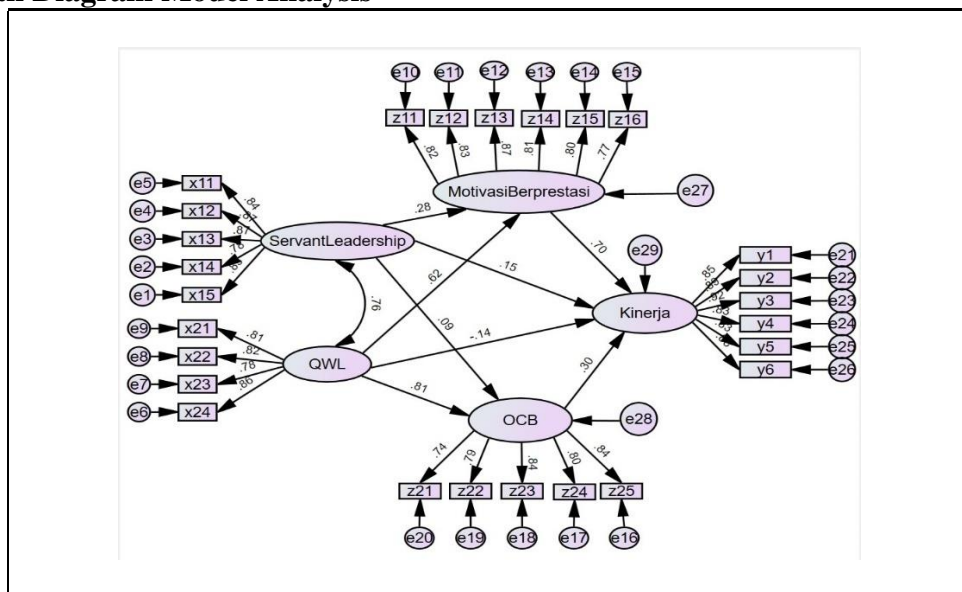 Diagram Model Analysis
e10 e11 e12 e13 e14 e15
z11 z12 z13 z14 z15 z16
.82 .83 .87 .81 .80 .77
MotivasiBerprestasi
e27
e5 x11
e4 x12
e3 x13
e2 x14
e1 x15
.84
.87
.78
ServantLeadership
.28
.15
.62
.70
.09
.76
-.14
e29
Kinerja
.85
.83
y1 e21
y2 e22
y3 e23
y4 e24
y5 e25
y6 e26
e9 x21 .81
e8 x22 .82
e7 x23 .78
e6 x24 .86
QWL
.81
.30
OCB
e28
.74 .79 .84 .80 .84
z21 z22 z23 z24 z25
e20 e19 e18 e17 e16